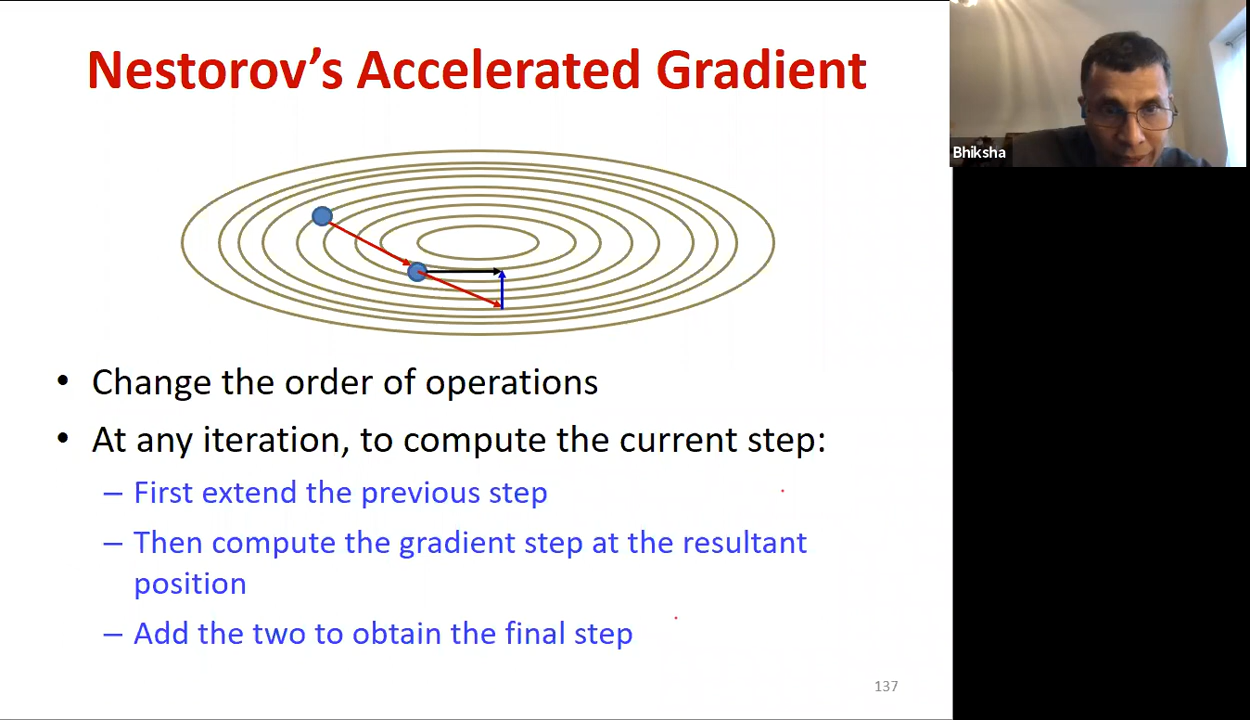 Nestorov’s Accelerated Gradient
Bhiksha
• Change the order of operations
• At any iteration, to compute the current step:
– First extend the previous step
– Then compute the gradient step at the resultant
position
– Add the two to obtain the final step
137